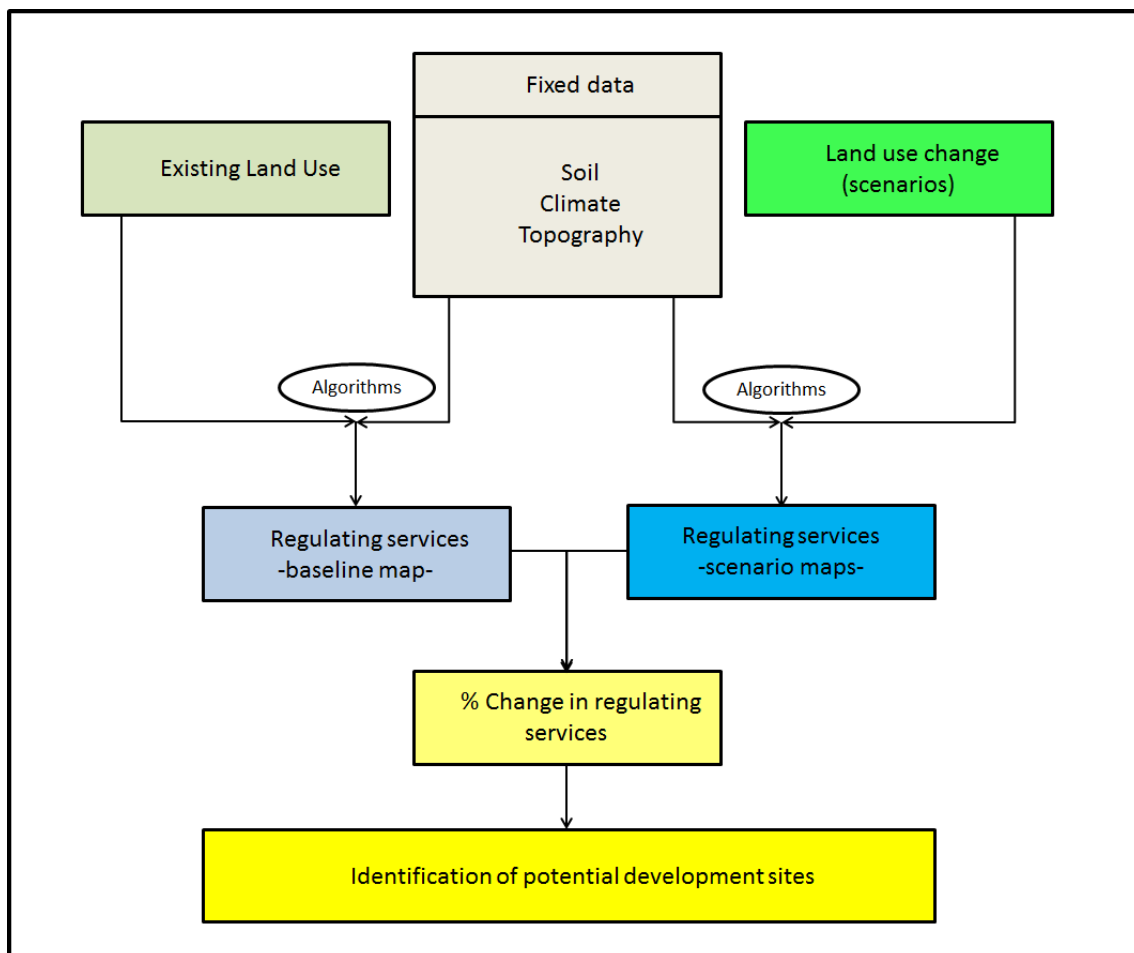 Fixed data
Existing Land Use
Soil
Climate
Topography
Land use change
(scenarios)
Algorithms
Algorithms
Regulating services
-baseline map-
Regulating services
-scenario maps-
% Change in regulating
services
Identification of potential development sites